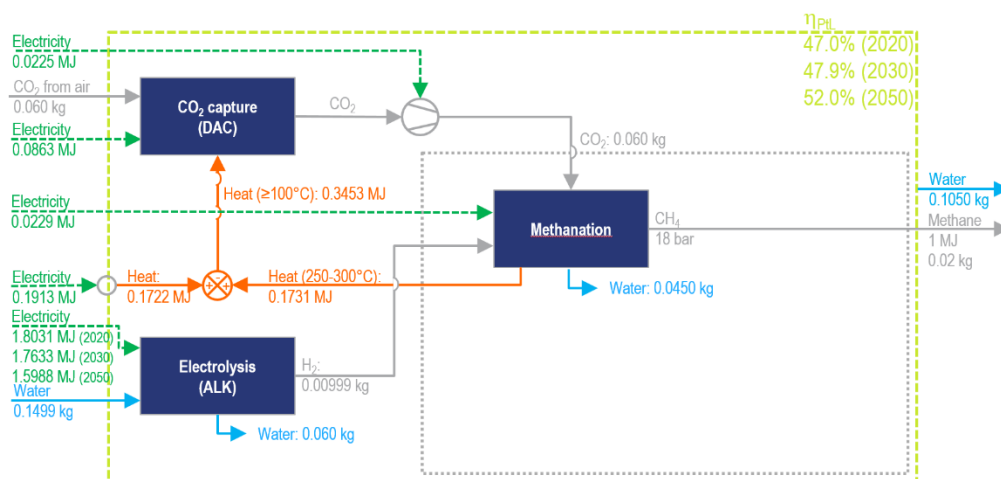 η PtL
47.0% (2020)
47.9% (2030)
52.0% (2050)
Electricity
0.0225 MJ
CO₂ from air
0.060 kg
Electricity
0.0863 MJ
CO₂ capture
(DAC)
CO₂
CO₂: 0.060 kg
Heat (≥100°C): 0.3453 MJ
Electricity
0.0229 MJ
Methanation
CH₄
18 bar
Water
0.1050 kg
Methane
1 MJ
0.02 kg
Electricity
0.1913 MJ
Heat:
0.1722 MJ
- + +
Heat (250-300°C):
0.1731 MJ
Water: 0.0450 kg
Electricity
1.8031 MJ (2020)
1.7633 MJ (2030)
1.5988 MJ (2050)
Water
0.1499 kg
Electrolysis
(ALK)
H₂:
0.00999 kg
Water: 0.060 kg